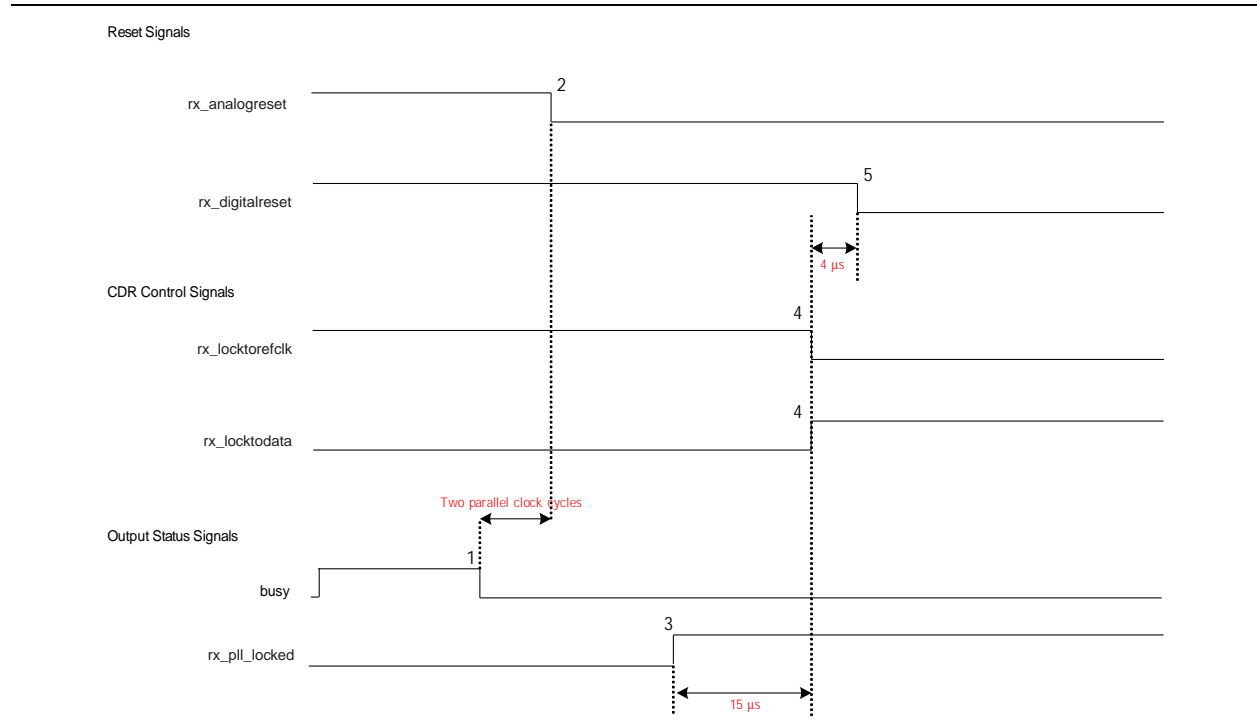 Reset Signals
2
rx_analogreset
5
rx_digitalreset
4 µs
CDR Control Signals
4
rx_locktorefclk
4
rx_locktodata
Two parallel clock cycles
Output Status Signals
1
busy
3
rx_pll_locked
15 µs